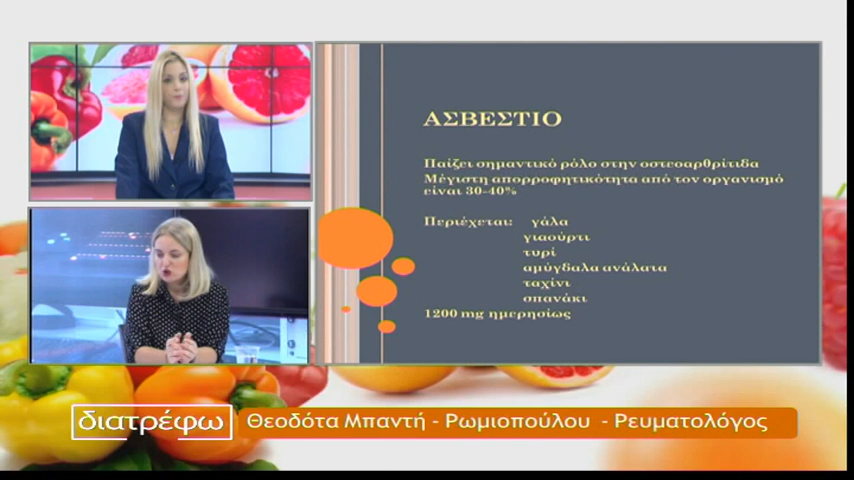 ΑΣΒΕΣΤΙΟ
Παίζει σημαντικό ρόλο στην οστεοαρθρίτιδα
Μέγιστη απορροφητικότητα από τον οργανισμό
είναι 30-40%
Περιέχεται: γάλα
γιαούρτι
τυρί
αμύγδαλα ανάλατα
ταχίνι
σπανάκι
1200 mg ημερησίως
διατρέφω
Θεοδότα Μπαντή - Ρωμιοπούλου - Ρευματολόγος